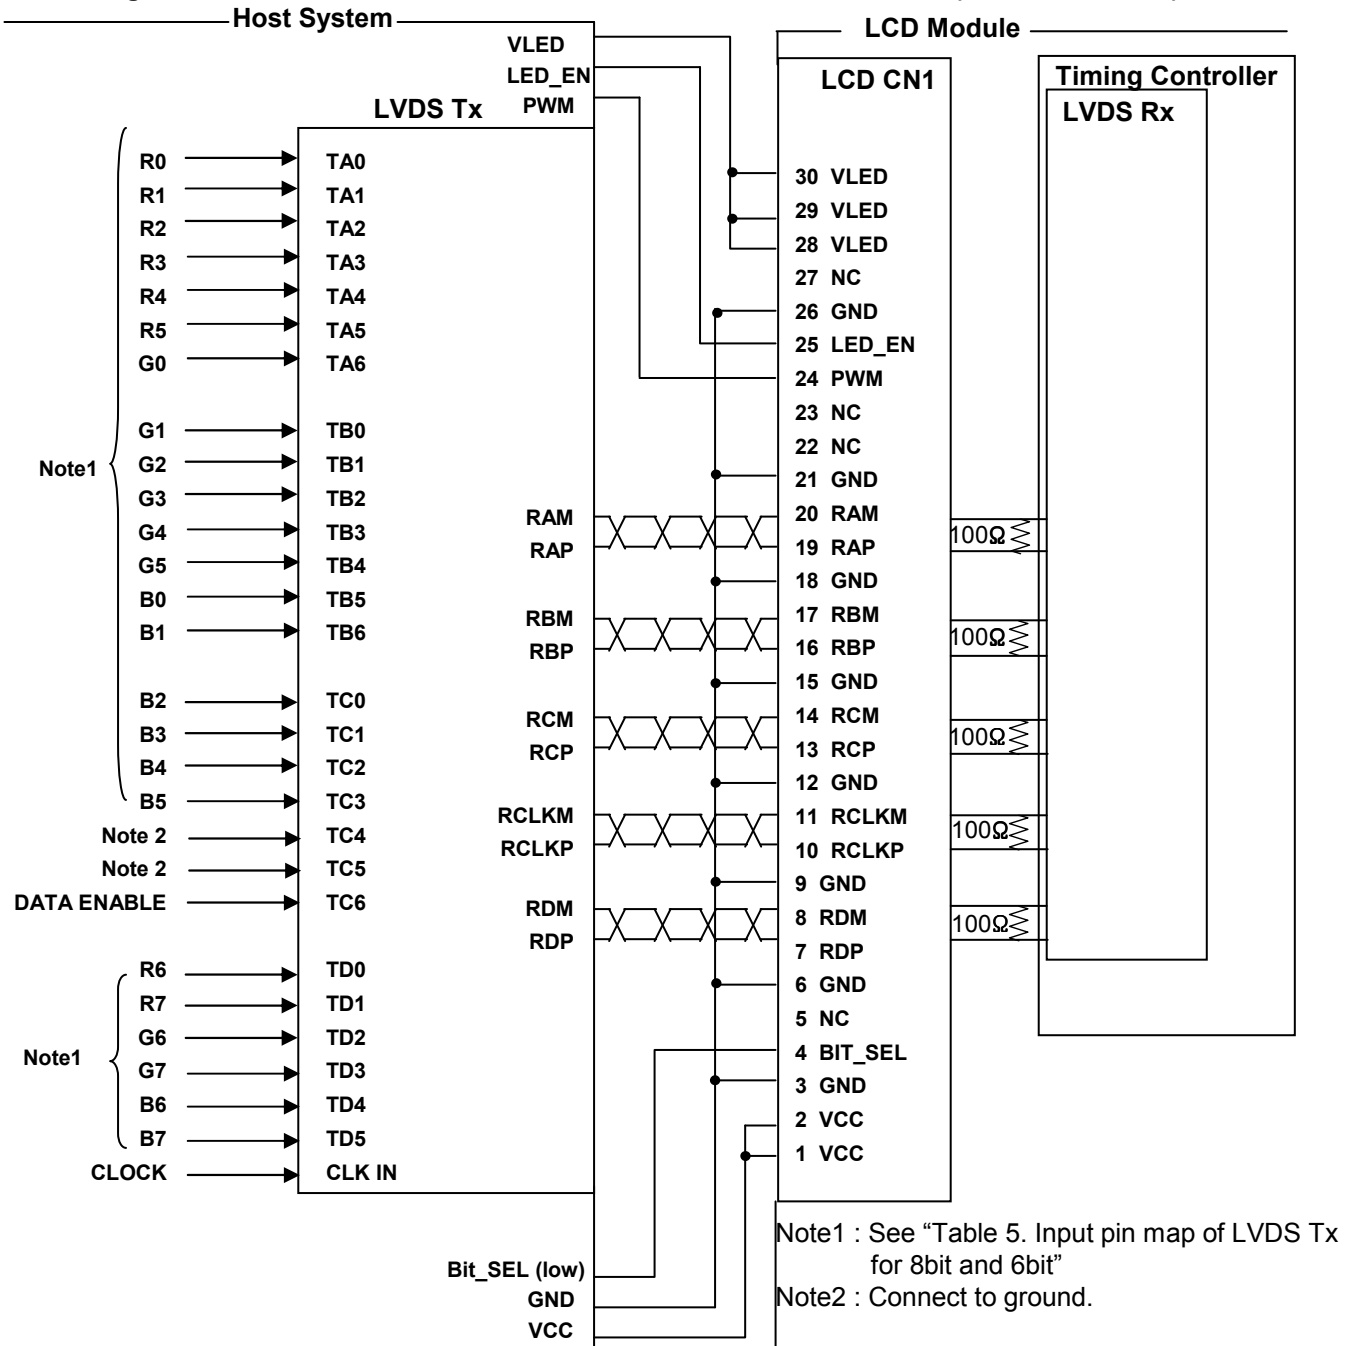 Host System
LCD Module
VLED
LED_EN
PWM
LVDS Tx
LCD CN1
Timing Controller
LVDS Rx
R0 TA0
R1 TA1
R2 TA2
R3 TA3
R4 TA4
R5 TA5
G0 TA6
G1 TB0
G2 TB1
G3 TB2
G4 TB3
G5 TB4
B0 TB5
B1 TB6
B2 TC0
B3 TC1
B4 TC2
B5 TC3
Note1
Note 2 TC4
Note 2 TC5
DATA ENABLE TC6
R6 TD0
R7 TD1
G6 TD2
G7 TD3
B6 TD4
B7 TD5
Note1
CLOCK CLK IN
RAM
RAP
RBM
RBP
RCM
RCP
RCLKM
RCLKP
RDM
RDP
Bit_SEL (low)
GND
VCC
30 VLED
29 VLED
28 VLED
27 NC
26 GND
25 LED_EN
24 PWM
23 NC
22 NC
21 GND
20 RAM
19 RAP
18 GND
17 RBM
16 RBP
15 GND
14 RCM
13 RCP
12 GND
11 RCLKM
10 RCLKP
9 GND
8 RDM
7 RDP
6 GND
5 NC
4 BIT_SEL
3 GND
2 VCC
1 VCC
100Ω
100Ω
100Ω
100Ω
100Ω
Note1 : See “Table 5. Input pin map of LVDS Tx
for 8bit and 6bit”
Note2 : Connect to ground.